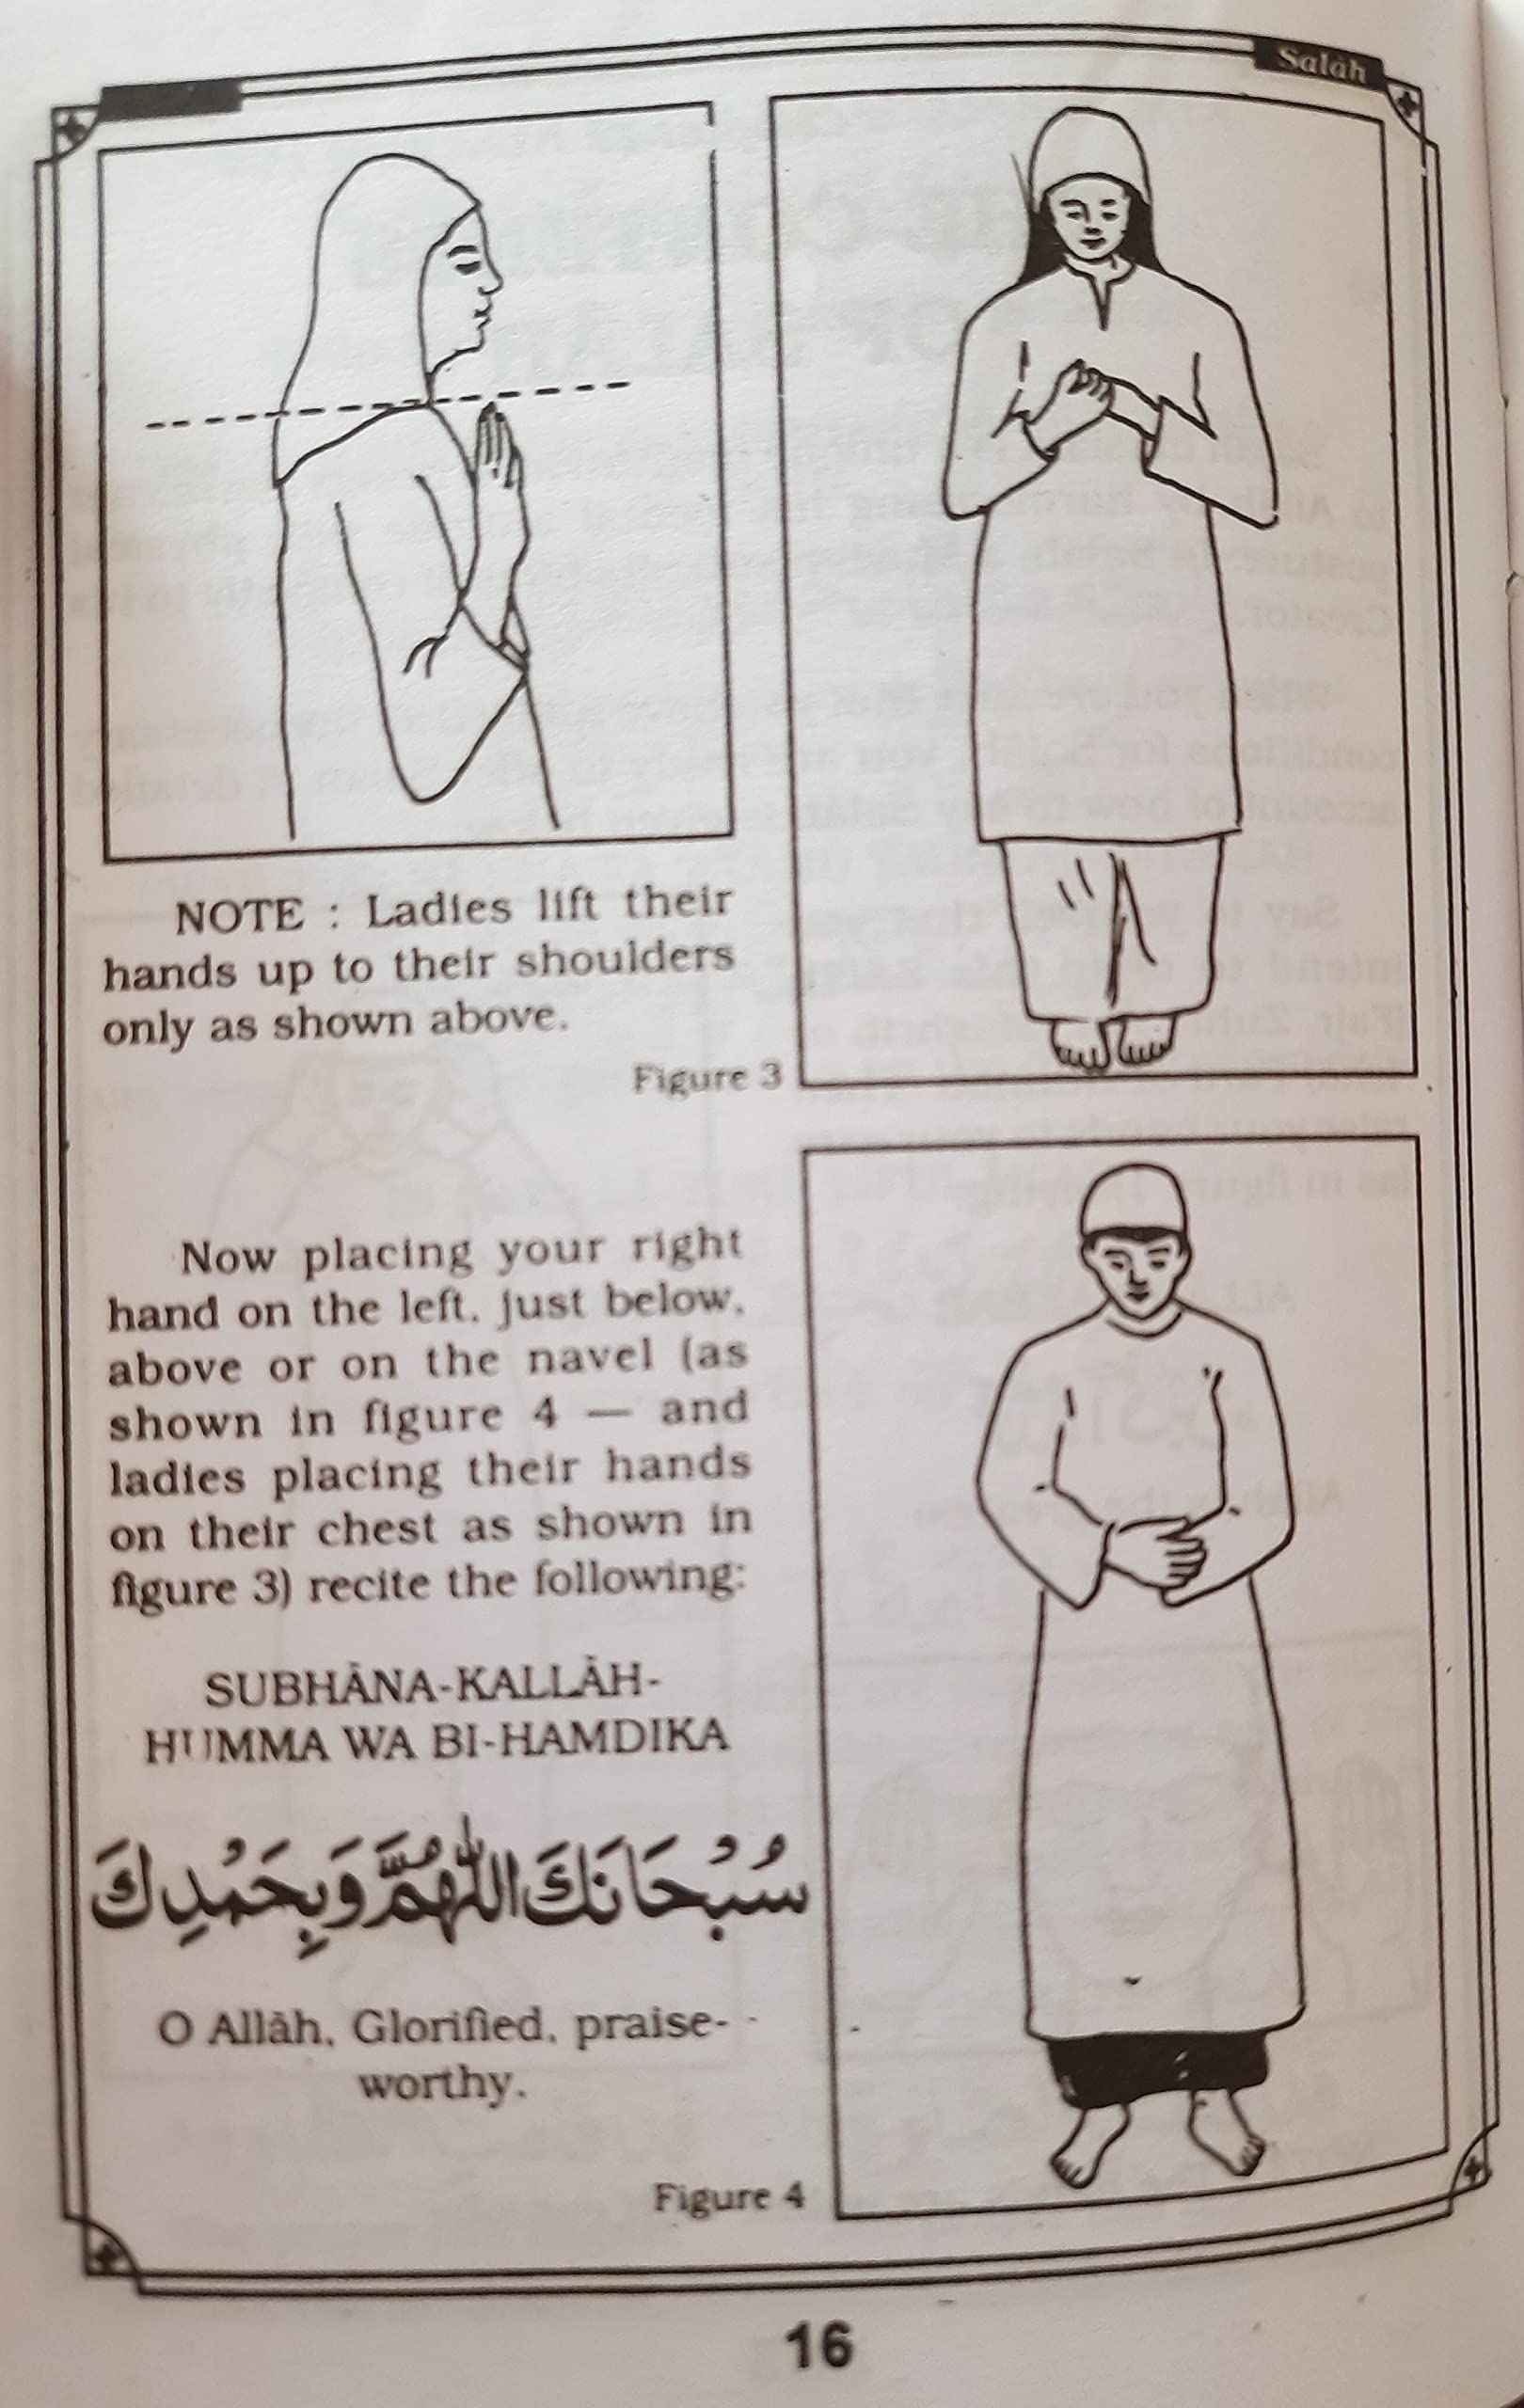 Salāh
NOTE : Ladies lift their
hands up to their shoulders
only as shown above.
Figure 3
Now placing your right
hand on the left, just below,
above or on the navel (as
shown in figure 4 — and
ladies placing their hands
on their chest as shown in
figure 3) recite the following:
SUBHĀNA-KALLĀH-
HUMMA WA BI-HAMDIKA
سُبْحَانَكَ اللّٰهُمَّ وَبِحَمْدِكَ
O Allāh, Glorified, praise-
worthy.
Figure 4
16